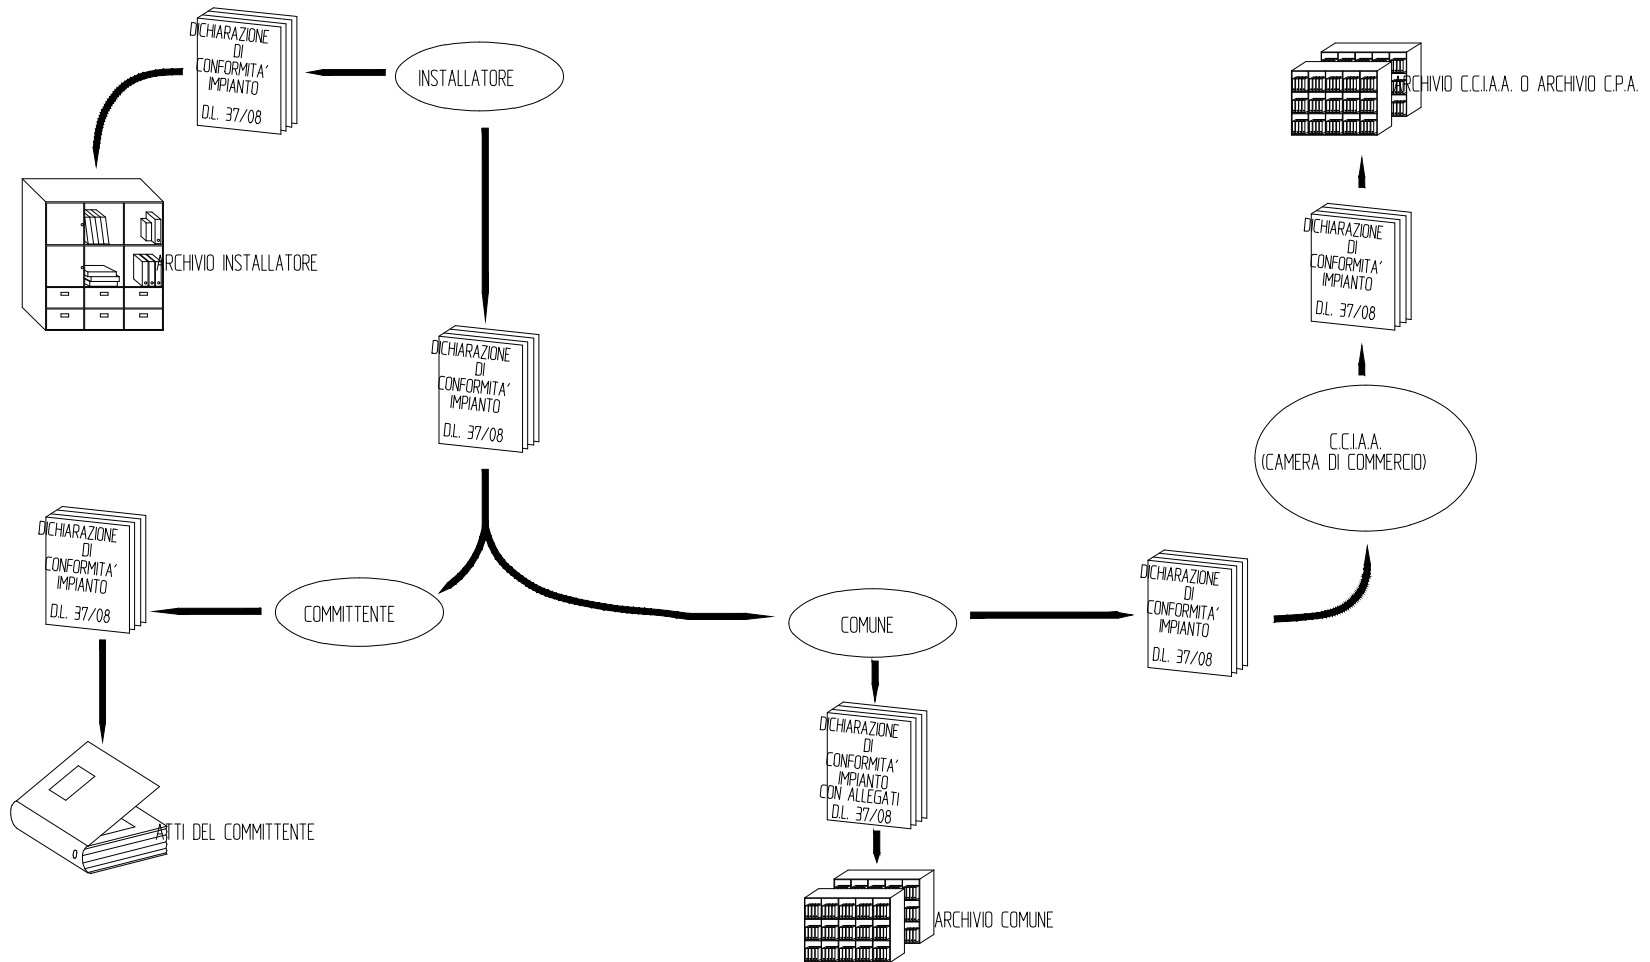 DICHIARAZIONE
DI
CONFORMITA'
IMPIANTO
D.L. 37/08
INSTALLATORE
ARCHIVIO C.C.I.A.A. O ARCHIVIO C.P.A.
ARCHIVIO INSTALLATORE
DICHIARAZIONE
DI
CONFORMITA'
IMPIANTO
D.L. 37/08
DICHIARAZIONE
DI
CONFORMITA'
IMPIANTO
D.L. 37/08
C.C.I.A.A.
(CAMERA DI COMMERCIO)
DICHIARAZIONE
DI
CONFORMITA'
IMPIANTO
D.L. 37/08
COMMITTENTE
COMUNE
DICHIARAZIONE
DI
CONFORMITA'
IMPIANTO
D.L. 37/08
DICHIARAZIONE
DI
CONFORMITA'
IMPIANTO
CON ALLEGATI
D.L. 37/08
ATTI DEL COMMITTENTE
ARCHIVIO COMUNE